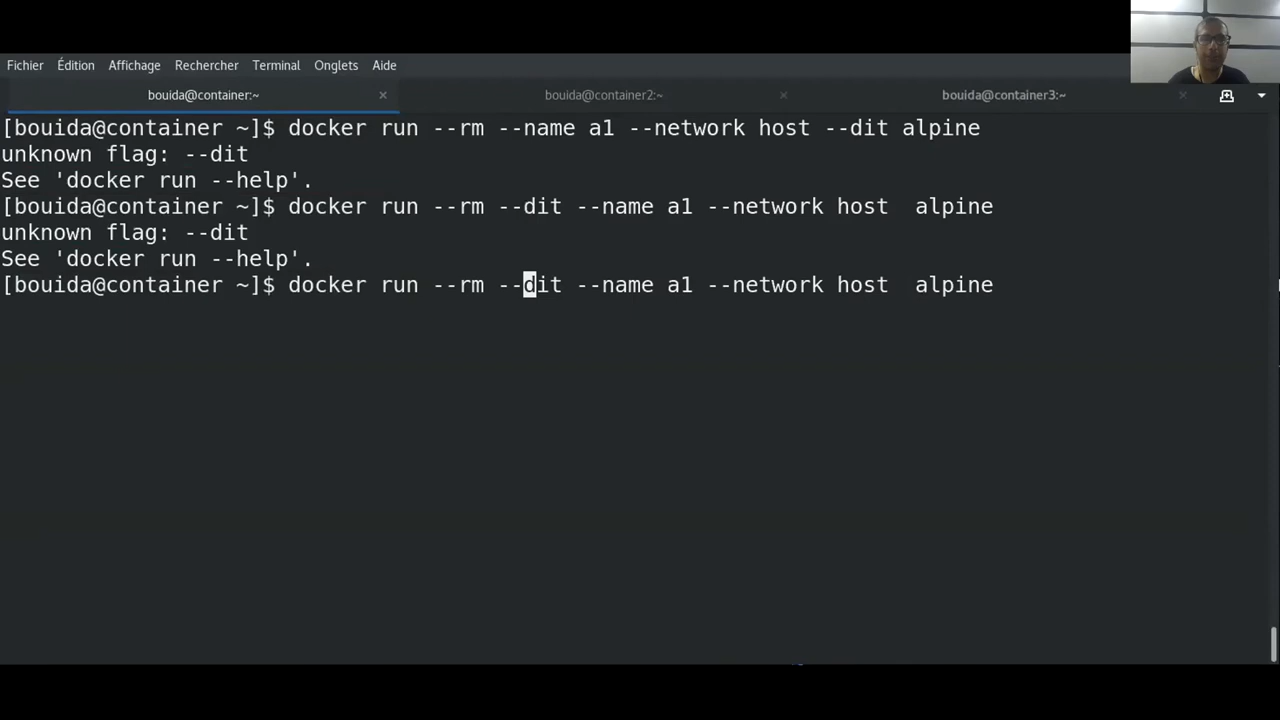 Fichier Édition Affichage Rechercher Terminal Onglets Aide
bouida@container:~ × bouida@container2:~ × bouida@container3:~ ×
[bouida@container ~]$ docker run --rm --name a1 --network host --dit alpine
unknown flag: --dit
See 'docker run --help'.
[bouida@container ~]$ docker run --rm --dit --name a1 --network host  alpine
unknown flag: --dit
See 'docker run --help'.
[bouida@container ~]$ docker run --rm --dit --name a1 --network host  alpine